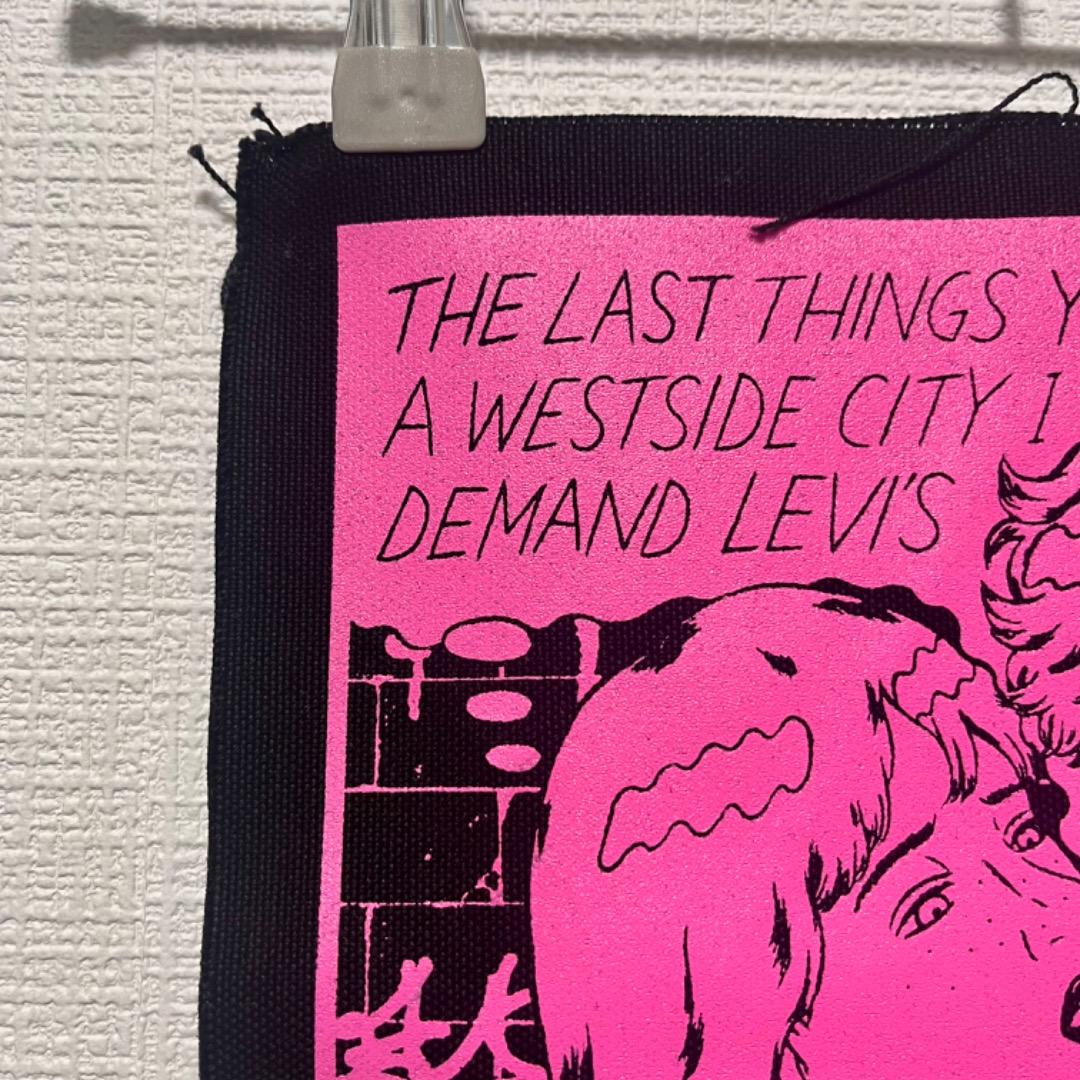 THE LAST THINGS Y
A WESTSIDE CITY I
DEMAND LEVI'S